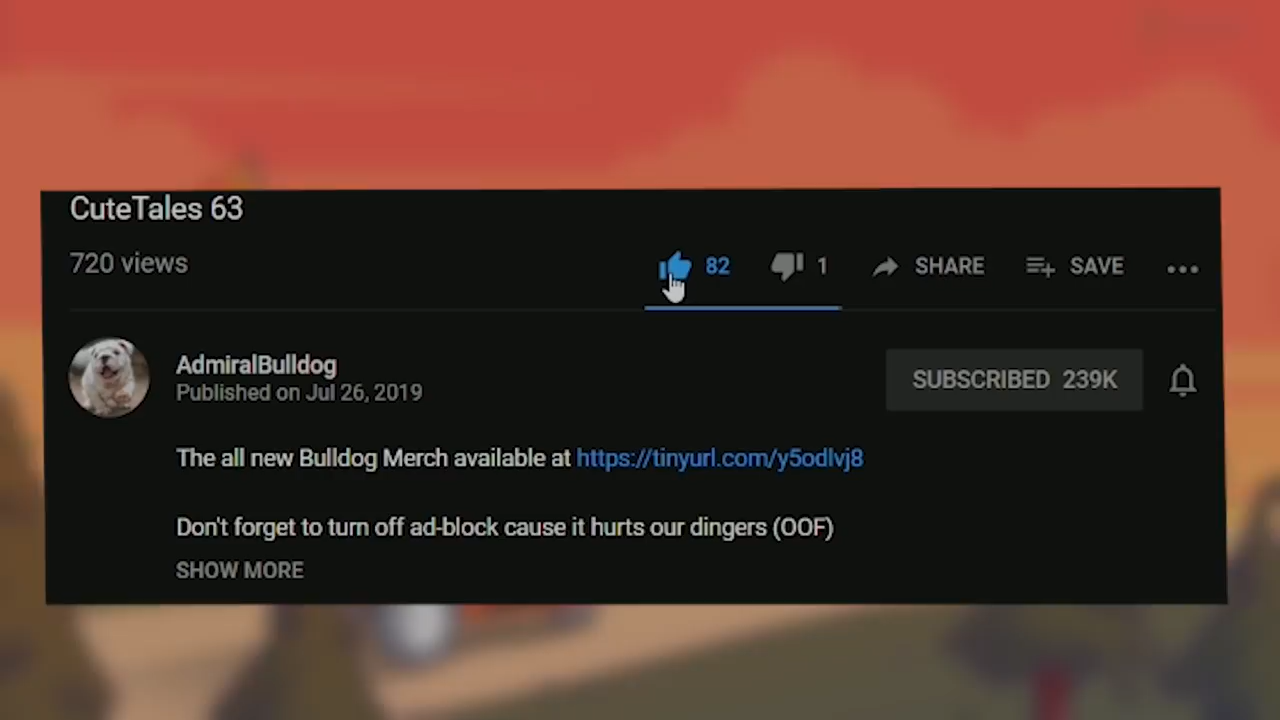 CuteTales 63
720 views
82 1 SHARE SAVE
AdmiralBulldog
Published on Jul 26, 2019
SUBSCRIBED 239K
The all new Bulldog Merch available at https://tinyurl.com/y5odlvj8
Don't forget to turn off ad-block cause it hurts our dingers (OOF)
SHOW MORE